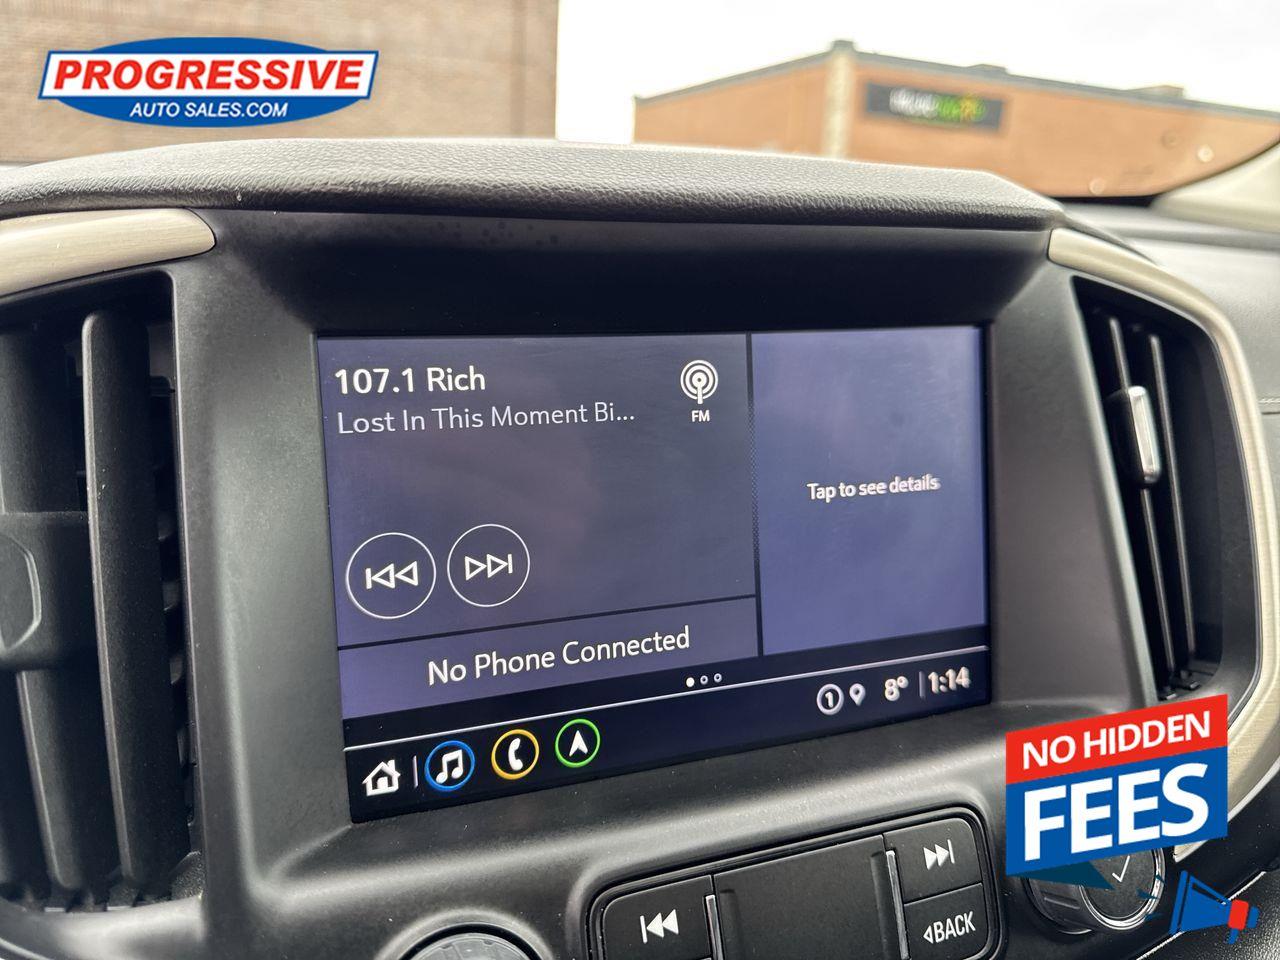 PROGRESSIVE
AUTO SALES.COM
107.1 Rich
Lost In This Moment Bi...
FM
Tap to see details
No Phone Connected
1
8° 1:14
BACK
NO HIDDEN
FEES